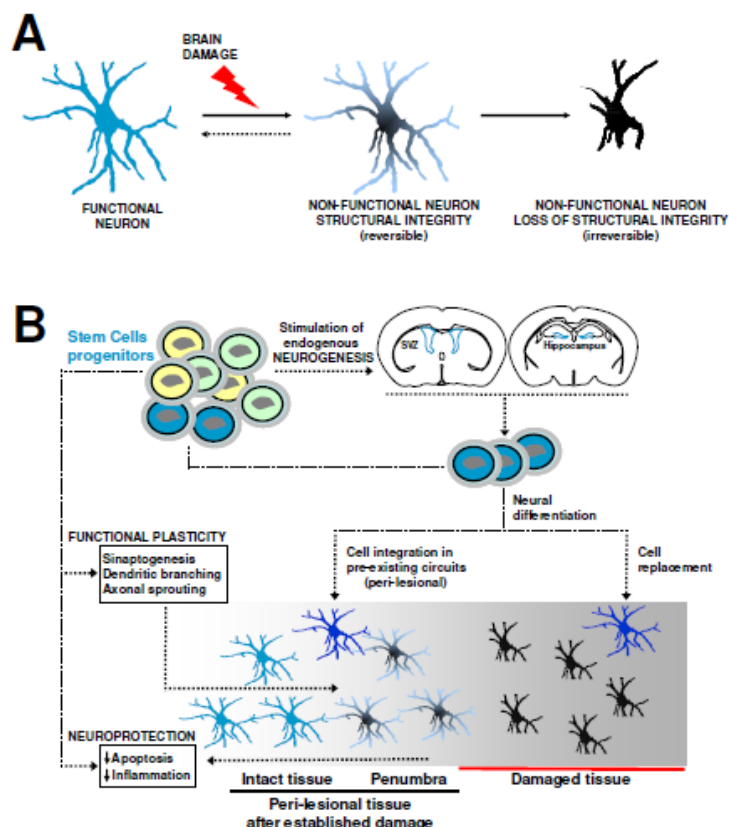 A
BRAIN
DAMAGE
FUNCTIONAL
NEURON
NON-FUNCTIONAL NEURON
STRUCTURAL INTEGRITY
(reversible)
NON-FUNCTIONAL NEURON
LOSS OF STRUCTURAL INTEGRITY
(irreversible)
B
Stem Cells
progenitors
Stimulation of
endogenous
NEUROGENESIS
SVZ
Hippocampus
Neural
differentiation
FUNCTIONAL PLASTICITY
Sinaptogenesis
Dendritic branching
Axonal sprouting
Cell integration in
pre-existing circuits
(peri-lesional)
Cell
replacement
NEUROPROTECTION
↓Apoptosis
↓Inflammation
Intact tissue
Penumbra
Damaged tissue
Peri-lesional tissue
after established damage